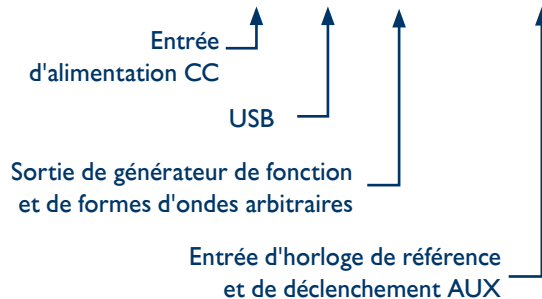 Entrée
d'alimentation CC
USB
Sortie de générateur de fonction
et de formes d'ondes arbitraires
Entrée d'horloge de référence
et de déclenchement AUX